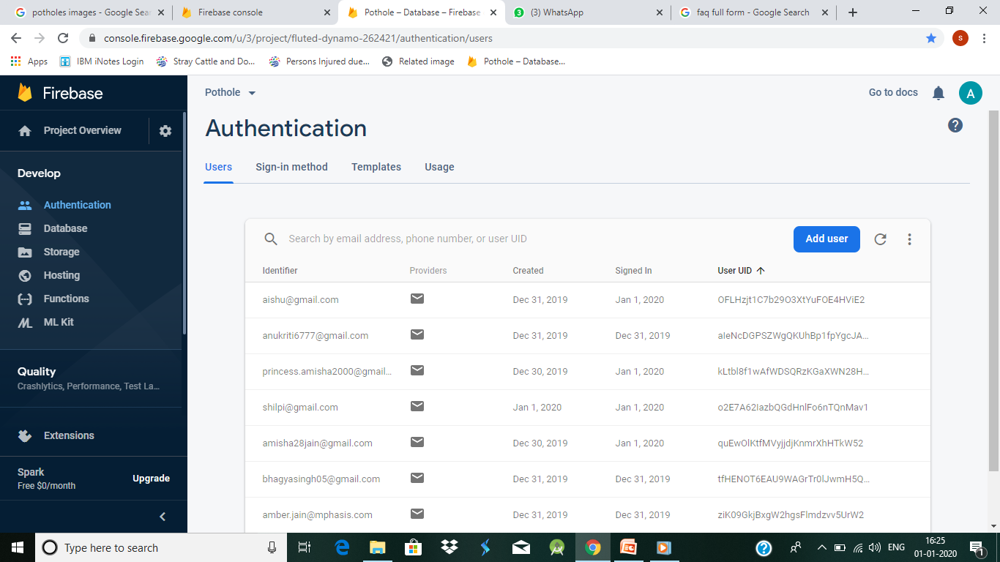 potholes images - Google Sea
Firebase console
Pothole – Database – Firebase
(3) WhatsApp
faq full form - Google Search
console.firebase.google.com/u/3/project/fluted-dynamo-262421/authentication/users
s
Apps
IBM iNotes Login
Stray Cattle and Do...
Persons Injured due...
Related image
Pothole – Database...
Firebase
Pothole
Go to docs
A
Project Overview
Authentication
Develop
Users
Sign-in method
Templates
Usage
Authentication
Database
Storage
Hosting
Functions
ML Kit
Search by email address, phone number, or user UID
Add user
Identifier Providers Created Signed In User UID
aishu@gmail.com Dec 31, 2019 Jan 1, 2020 OFLHzjt1C7b29O3XtYuFOE4HViE2
anukriti6777@gmail.com Dec 31, 2019 Dec 31, 2019 aIeNcDGPSZWgQKUhBp1fpYgcJA...
princess.amisha2000@gmail... Dec 30, 2019 Jan 1, 2020 kLtbl8f1wAfWDSQRzKGaXWN28H...
shilpi@gmail.com Jan 1, 2020 Jan 1, 2020 o2E7A62IazbQGdHnlFo6nTQnMav1
amisha28jain@gmail.com Dec 30, 2019 Jan 1, 2020 quEwOlKtfMVyjjdjKnmrXhHTkW52
bhagyasingh05@gmail.com Dec 31, 2019 Dec 31, 2019 tfHENOT6EAU9WAGrTr0lJwmH5Q...
amber.jain@mphasis.com Dec 31, 2019 Dec 31, 2019 ziK09GkjBxgW2hgsFlmdzvv5UrW2
Quality
Crashlytics, Performance, Test La...
Extensions
Spark
Free $0/month
Upgrade
Type here to search
ENG
16:25
01-01-2020
1